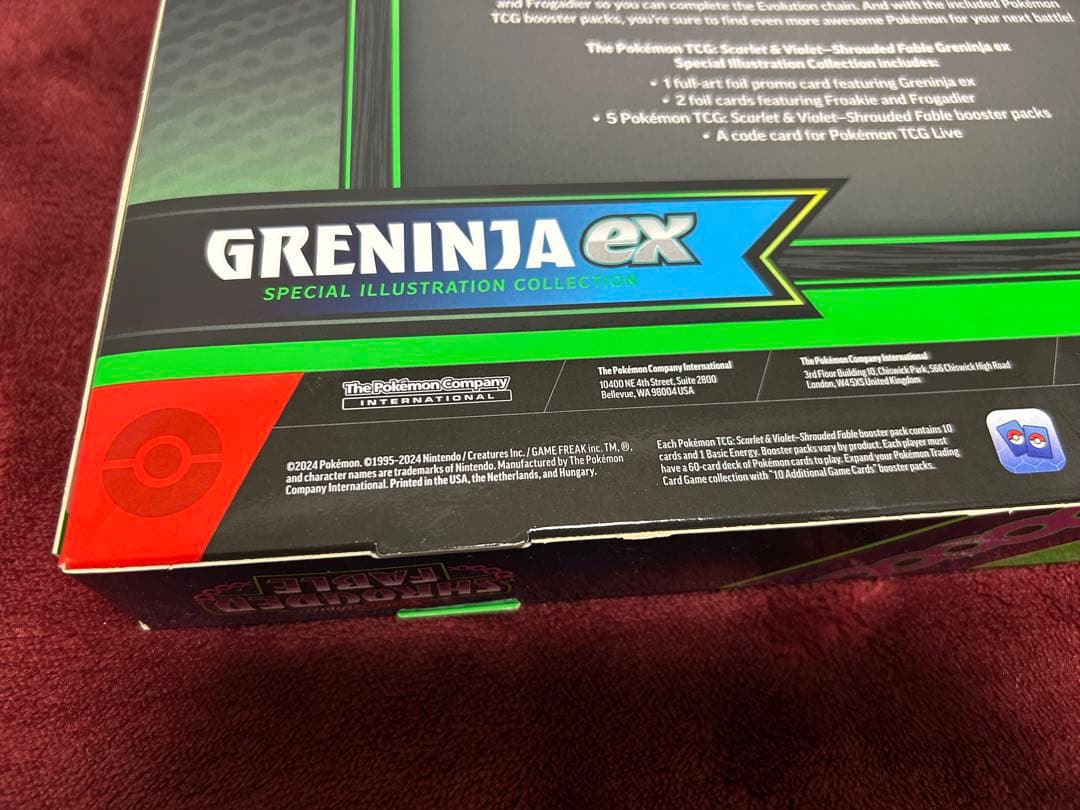 and Frogadier so you can complete the Evolution chain. And with the included Pokémon
TCG booster packs, you're sure to find even more awesome Pokémon for your next battle!
The Pokémon TCG: Scarlet & Violet—Shrouded Fable Greninja ex
Special Illustration Collection includes:
• 1 full-art foil promo card featuring Greninja ex
• 2 foil cards featuring Froakie and Frogadier
• 5 Pokémon TCG: Scarlet & Violet—Shrouded Fable booster packs
• A code card for Pokémon TCG Live
GRENINJA ex
SPECIAL ILLUSTRATION COLLECTION
The Pokémon Company
INTERNATIONAL
The Pokémon Company International
10400 NE 4th Street, Suite 2800
Bellevue, WA 98004 USA
The Pokémon Company International
3rd Floor Building 10, Chiswick Park, 566 Chiswick High Road
London, W4 5XS United Kingdom
©2024 Pokémon. ©1995-2024 Nintendo / Creatures Inc. / GAME FREAK inc. TM, ®,
and character names are trademarks of Nintendo. Manufactured by The Pokémon
Company International. Printed in the USA, the Netherlands, and Hungary.
Each Pokémon TCG: Scarlet & Violet—Shrouded Fable booster pack contains 10
cards and 1 Basic Energy. Booster packs vary by product. Each player must
have a 60-card deck of Pokémon cards to play. Expand your Pokémon Trading
Card Game collection with "10 Additional Game Cards" booster packs.
SHROUDED
FABLE